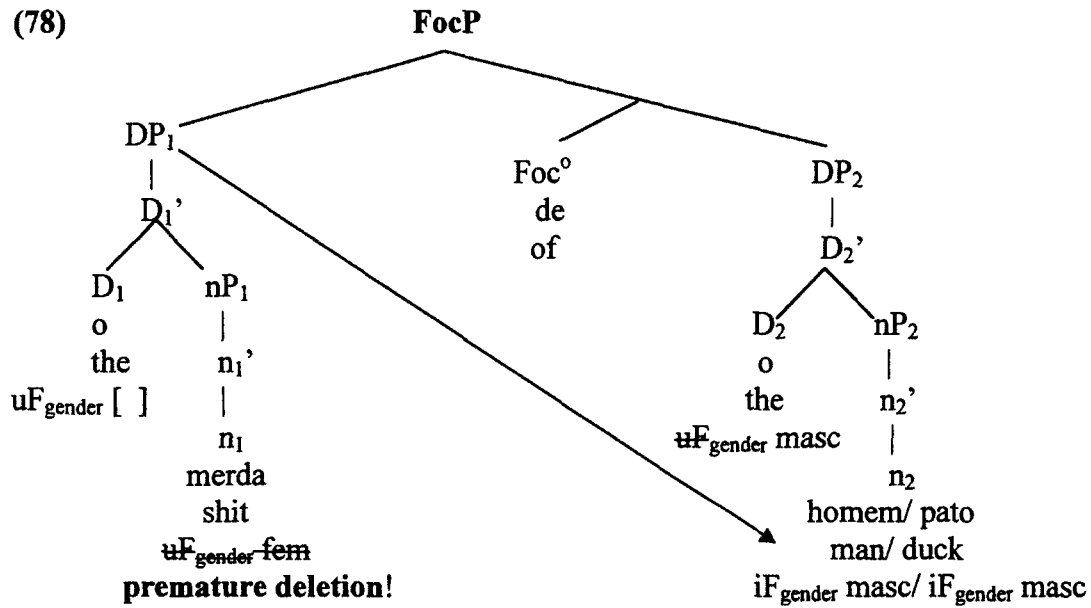 (78) FocP
DP₁ Foc° DP₂
de
of
D₁’ D₂’
D₁ nP₁
o
the n₁’
uFgender [ ]
D₂ nP₂
o
the n₂’
uFgender masc
n₁
merda
shit
uFgender fem
premature deletion!
n₂
homem/ pato
man/ duck
iFgender masc/ iFgender masc